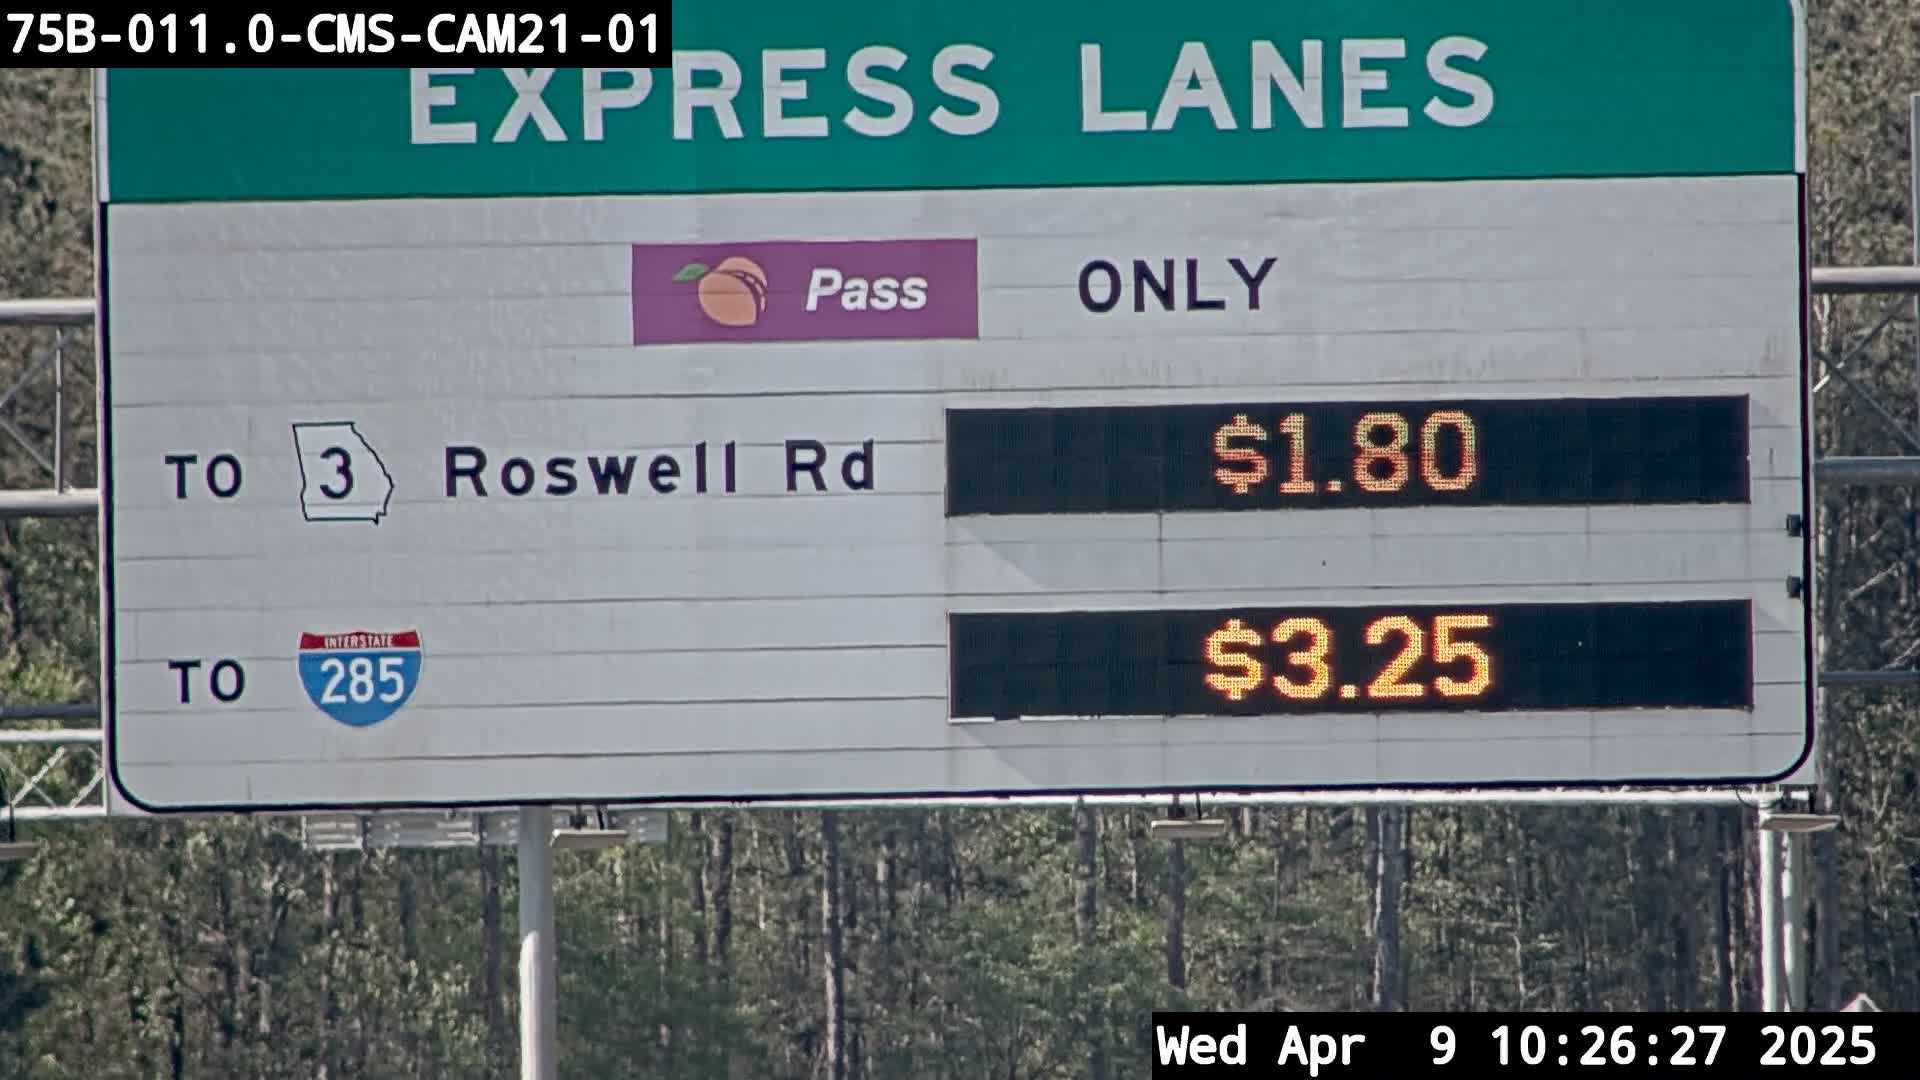 75B-011.0-CMS-CAM21-01
EXPRESS LANES
Pass ONLY
TO 3 Roswell Rd $1.80
TO INTERSTATE 285 $3.25
Wed Apr 9 10:26:27 2025